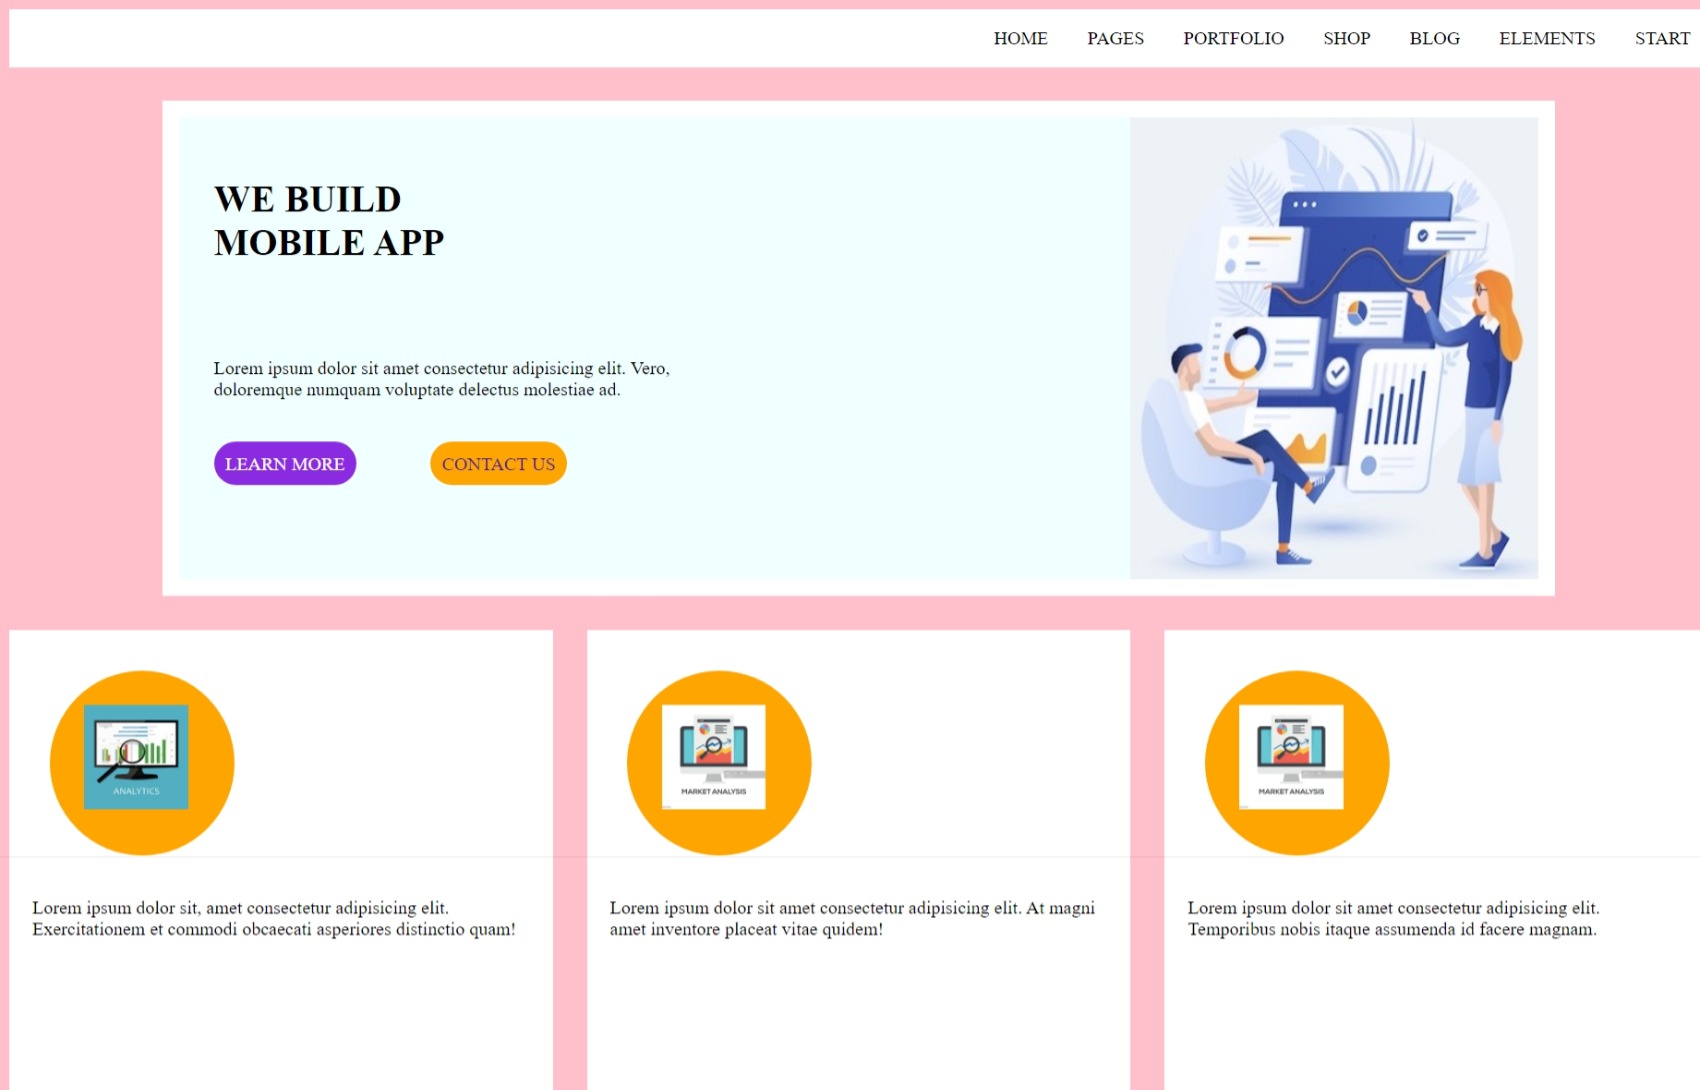 HOME PAGES PORTFOLIO SHOP BLOG ELEMENTS START
WE BUILD
MOBILE APP
Lorem ipsum dolor sit amet consectetur adipisicing elit. Vero,
doloremque numquam voluptate delectus molestiae ad.
LEARN MORE CONTACT US
ANALYTICS
MARKET ANALYSIS
MARKET ANALYSIS
Lorem ipsum dolor sit, amet consectetur adipisicing elit.
Exercitationem et commodi obcaecati asperiores distinctio quam!
Lorem ipsum dolor sit amet consectetur adipisicing elit. At magni
amet inventore placeat vitae quidem!
Lorem ipsum dolor sit amet consectetur adipisicing elit.
Temporibus nobis itaque assumenda id facere magnam.